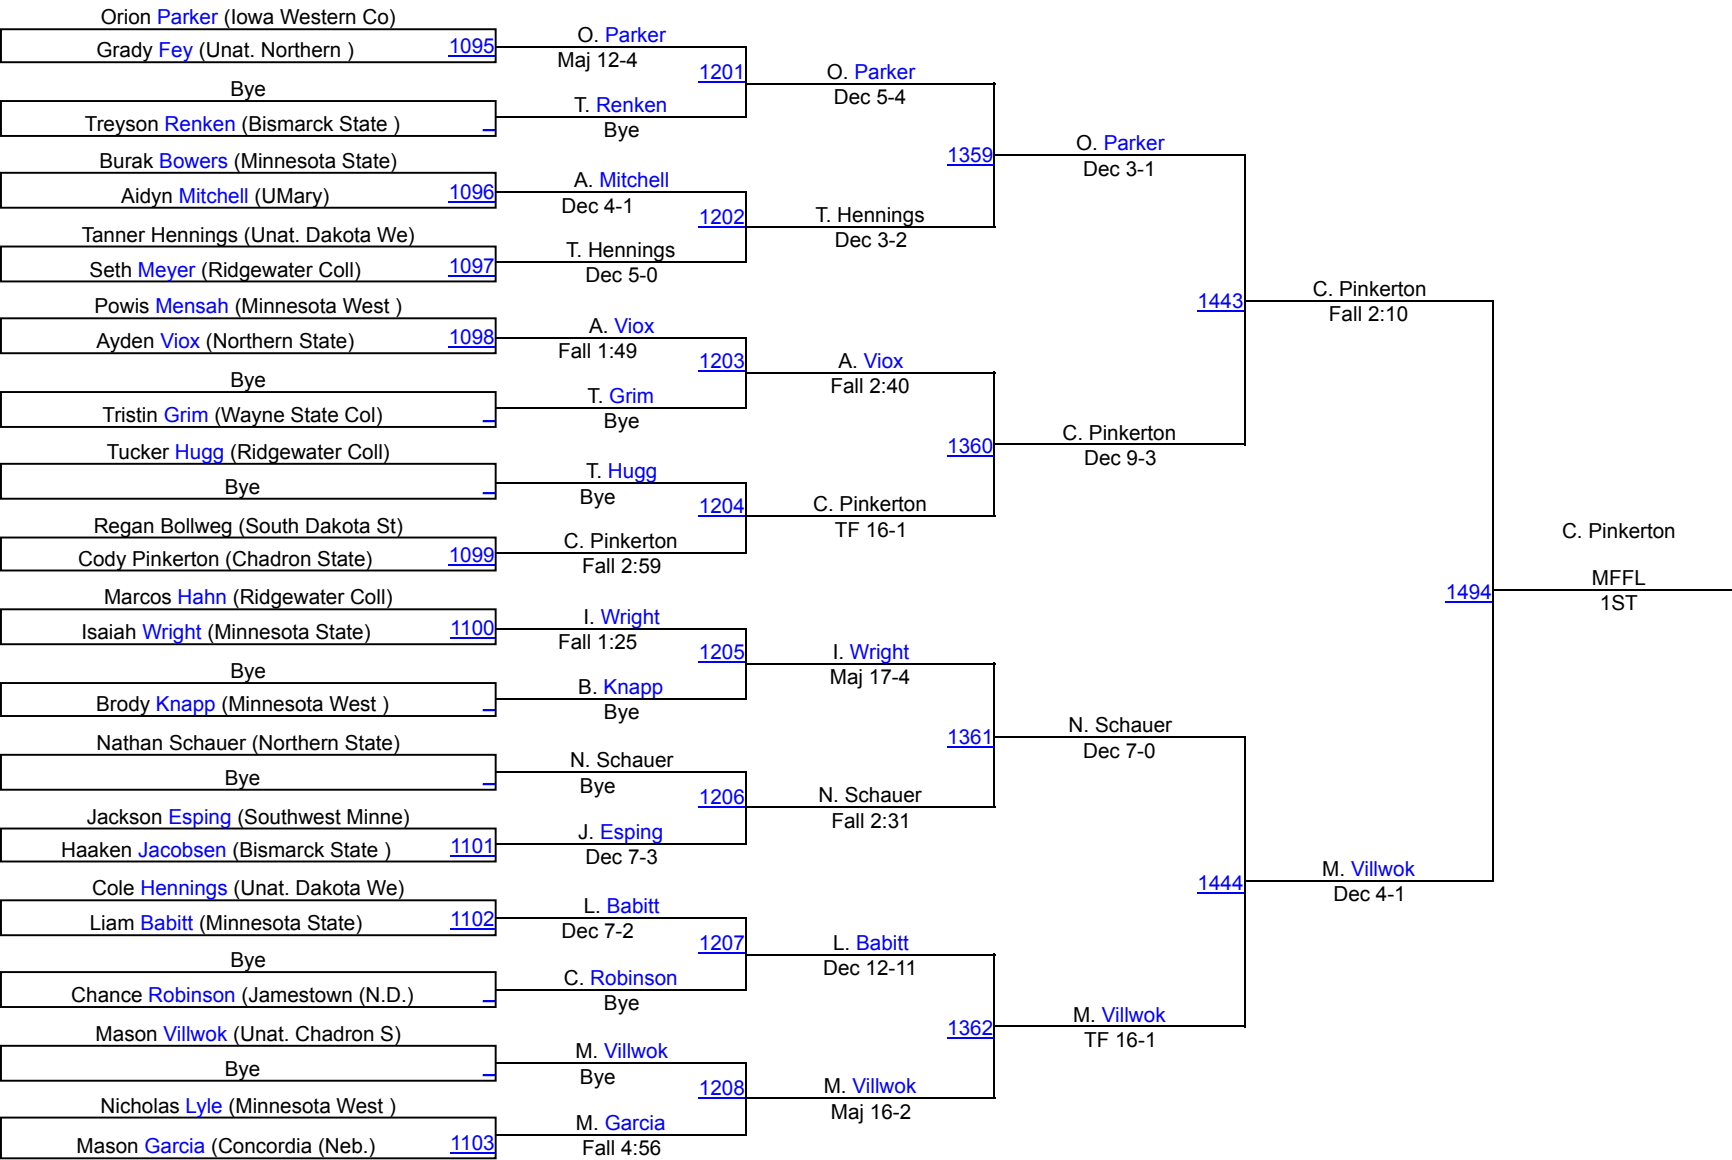 Orion Parker (Iowa Western Co)
Grady Fey (Unat. Northern ) 1095
Bye
Treyson Renken (Bismarck State )
Burak Bowers (Minnesota State)
Aidyn Mitchell (UMary) 1096
Tanner Hennings (Unat. Dakota We)
Seth Meyer (Ridgewater Coll) 1097
Powis Mensah (Minnesota West )
Ayden Viox (Northern State) 1098
Bye
Tristin Grim (Wayne State Col)
Tucker Hugg (Ridgewater Coll)
Bye
Regan Bollweg (South Dakota St)
Cody Pinkerton (Chadron State) 1099
Marcos Hahn (Ridgewater Coll)
Isaiah Wright (Minnesota State) 1100
Bye
Brody Knapp (Minnesota West )
Nathan Schauer (Northern State)
Bye
Jackson Esping (Southwest Minne)
Haaken Jacobsen (Bismarck State ) 1101
Cole Hennings (Unat. Dakota We)
Liam Babitt (Minnesota State) 1102
Bye
Chance Robinson (Jamestown (N.D.)
Mason Villwok (Unat. Chadron S)
Bye
Nicholas Lyle (Minnesota West )
Mason Garcia (Concordia (Neb.) 1103
O. Parker
Maj 12-4
1201
T. Renken
Bye
A. Mitchell
Dec 4-1
1202
T. Hennings
Dec 5-0
A. Viox
Fall 1:49
1203
T. Grim
Bye
T. Hugg
Bye
1204
C. Pinkerton
Fall 2:59
I. Wright
Fall 1:25
1205
B. Knapp
Bye
N. Schauer
Bye
1206
J. Esping
Dec 7-3
L. Babitt
Dec 7-2
1207
C. Robinson
Bye
M. Villwok
Bye
1208
M. Garcia
Fall 4:56
O. Parker
Dec 5-4
1359
T. Hennings
Dec 3-2
A. Viox
Fall 2:40
1360
C. Pinkerton
TF 16-1
I. Wright
Maj 17-4
1361
N. Schauer
Fall 2:31
L. Babitt
Dec 12-11
1362
M. Villwok
Maj 16-2
O. Parker
Dec 3-1
1443
C. Pinkerton
Dec 9-3
N. Schauer
Dec 7-0
1444
M. Villwok
TF 16-1
C. Pinkerton
Fall 2:10
1494
M. Villwok
Dec 4-1
C. Pinkerton
MFFL
1ST